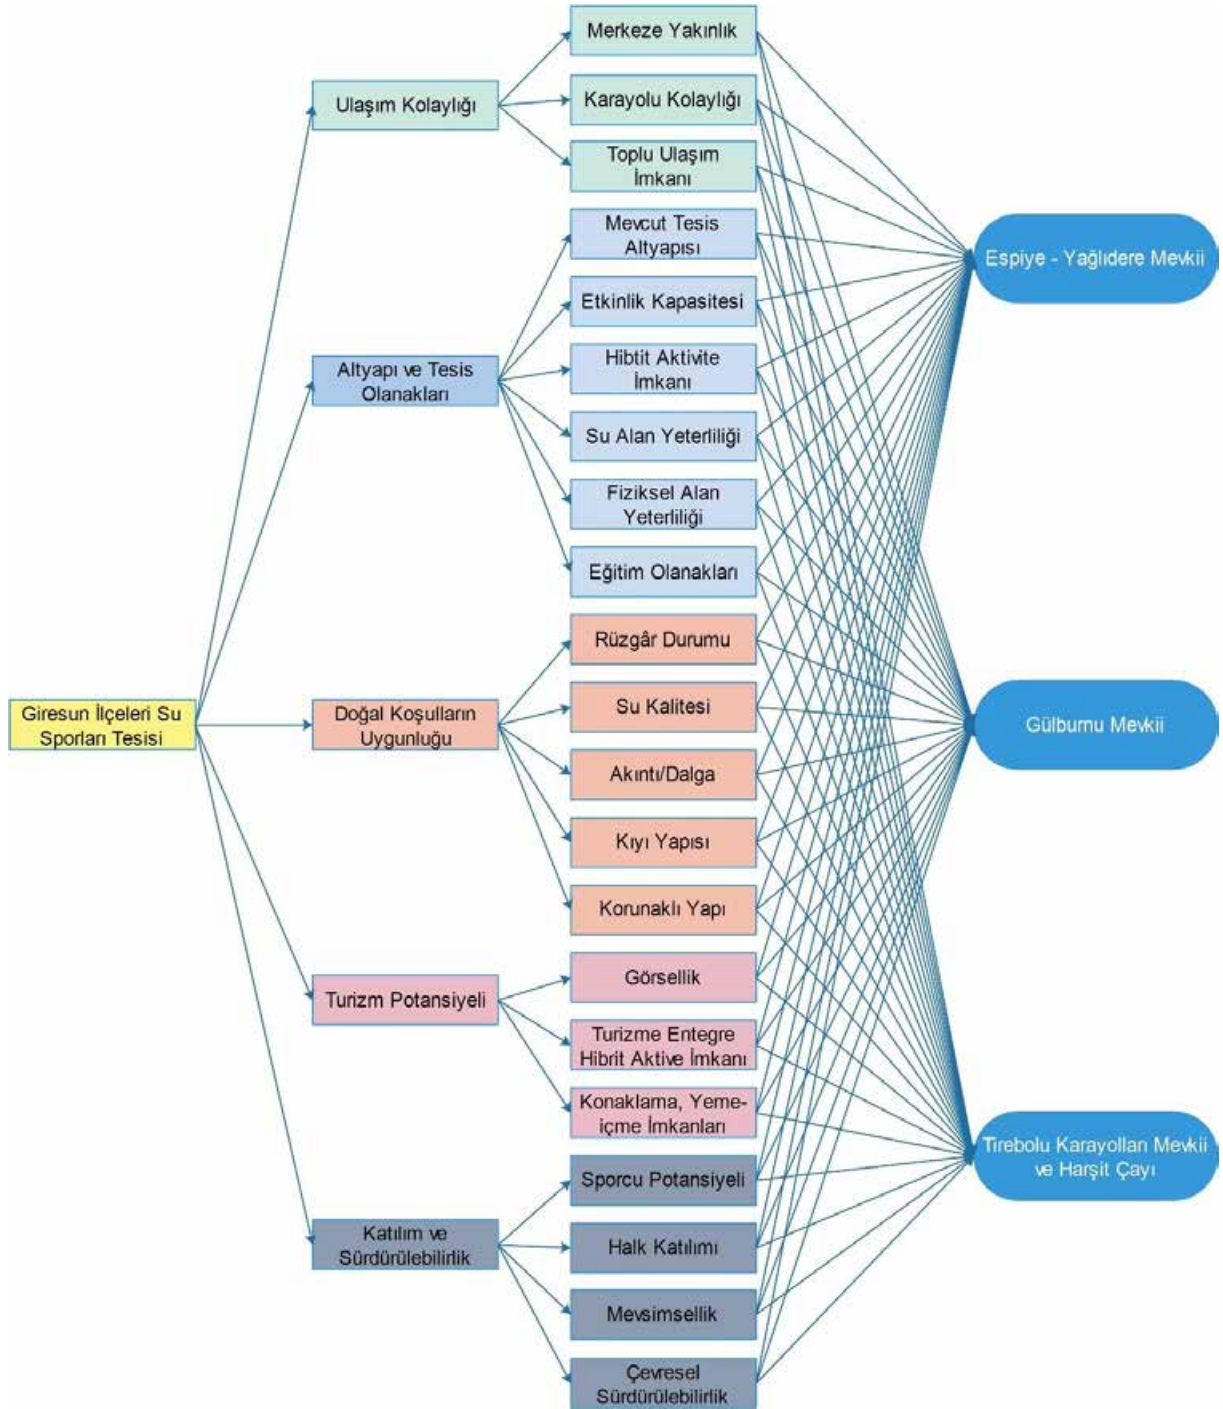 Giresun İlçeleri Su
Sporları Tesisi
Ulaşım Kolaylığı
Merkeze Yakınlık
Karayolu Kolaylığı
Toplu Ulaşım
İmkanı
Altyapı ve Tesis
Olanakları
Mevcut Tesis
Altyapısı
Etkinlik Kapasitesi
Hibtit Aktivite
İmkanı
Su Alan Yeterliliği
Fiziksel Alan
Yeterliliği
Eğitim Olanakları
Doğal Koşulların
Uygunluğu
Rüzgâr Durumu
Su Kalitesi
Akıntı/Dalga
Kıyı Yapısı
Korunaklı Yapı
Turizm Potansiyeli
Görsellik
Turizme Entegre
Hibrit Aktive İmkanı
Konaklama, Yeme-
içme İmkanları
Katılım ve
Sürdürülebilirlik
Sporcu Potansiyeli
Halk Katılımı
Mevsimsellik
Çevresel
Sürdürülebilirlik
Espiye - Yağlıdere Mevkii
Gülburnu Mevkii
Tirebolu Karayolları Mevkii
ve Harşit Çayı